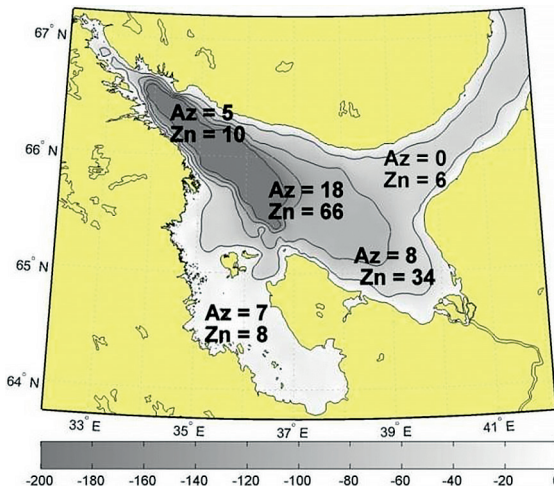 67° N
66° N
65° N
64° N
Az = 5
Zn = 10
Az = 0
Zn = 6
Az = 18
Zn = 66
Az = 8
Zn = 34
Az = 7
Zn = 8
33° E
35° E
37° E
39° E
41° E
-200
-180
-160
-140
-120
-100
-80
-60
-40
-20
0